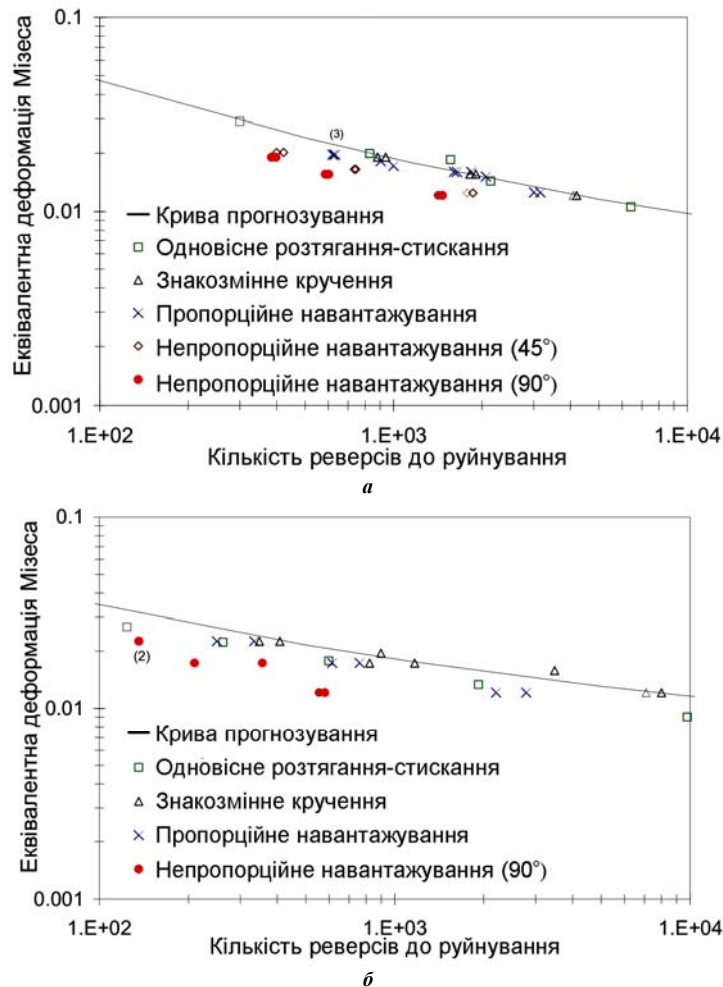 0.1
(3)
0.01
Крива прогнозування
Одновісне розтягання-стискання
Знакозмінне кручення
Пропорційне навантажування
Непропорційне навантажування (45°)
Непропорційне навантажування (90°)
0.001
Еквівалентна деформація Мізеса
1.E+02 1.E+03 1.E+04
Кількість реверсів до руйнування
а
0.1
(2)
0.01
Крива прогнозування
Одновісне розтягання-стискання
Знакозмінне кручення
Пропорційне навантажування
Непропорційне навантажування (90°)
0.001
Еквівалентна деформація Мізеса
1.E+02 1.E+03 1.E+04
Кількість реверсів до руйнування
б